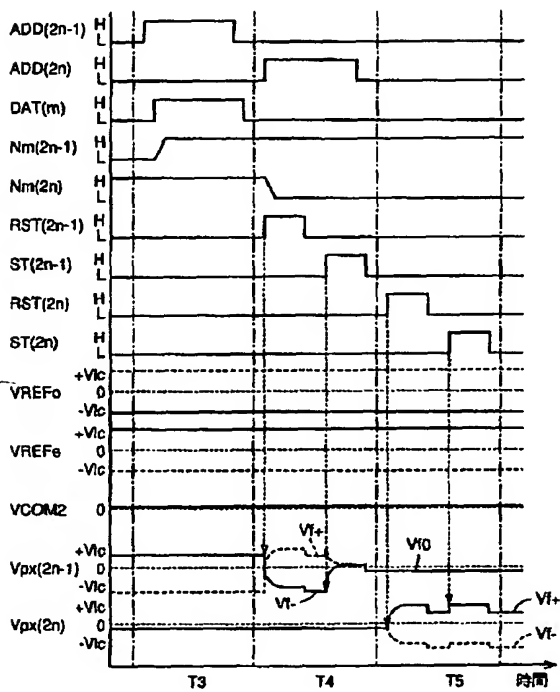 ADD(2n-1) H
L
ADD(2n) H
L
DAT(m) H
L
Nm(2n-1) H
L
Nm(2n) H
L
RST(2n-1) H
L
ST(2n-1) H
L
RST(2n) H
L
ST(2n) H
L
+Vlc
VREFo 0
-Vlc
+Vlc
VREFe 0
-Vlc
VCOM2 0
Vf+
+Vlc
Vpx(2n-1) 0
Vf0
-Vlc
Vf-
+Vlc
Vf+
Vpx(2n) 0
-Vlc
Vf-
T3 T4 T5 時間